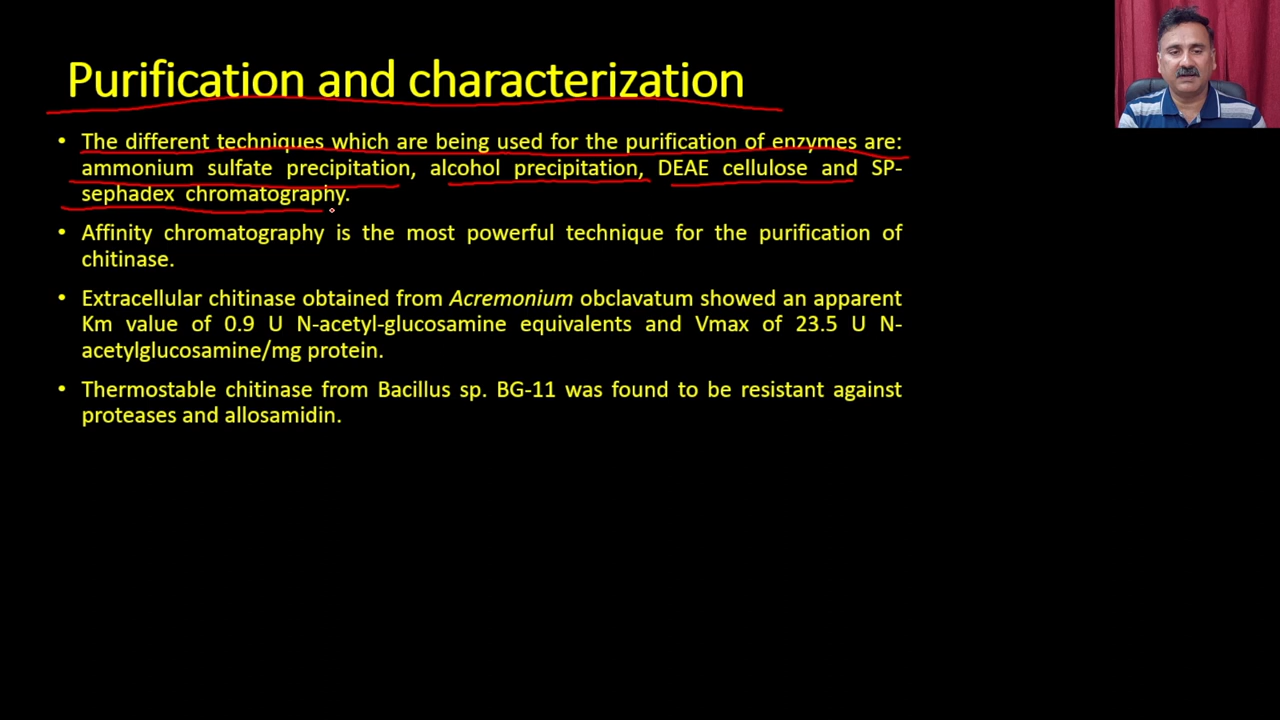 Purification and characterization
• The different techniques which are being used for the purification of enzymes are:
ammonium sulfate precipitation, alcohol precipitation, DEAE cellulose and SP-
sephadex chromatography.
• Affinity chromatography is the most powerful technique for the purification of
chitinase.
• Extracellular chitinase obtained from Acremonium obclavatum showed an apparent
Km value of 0.9 U N-acetyl-glucosamine equivalents and Vmax of 23.5 U N-
acetylglucosamine/mg protein.
• Thermostable chitinase from Bacillus sp. BG-11 was found to be resistant against
proteases and allosamidin.